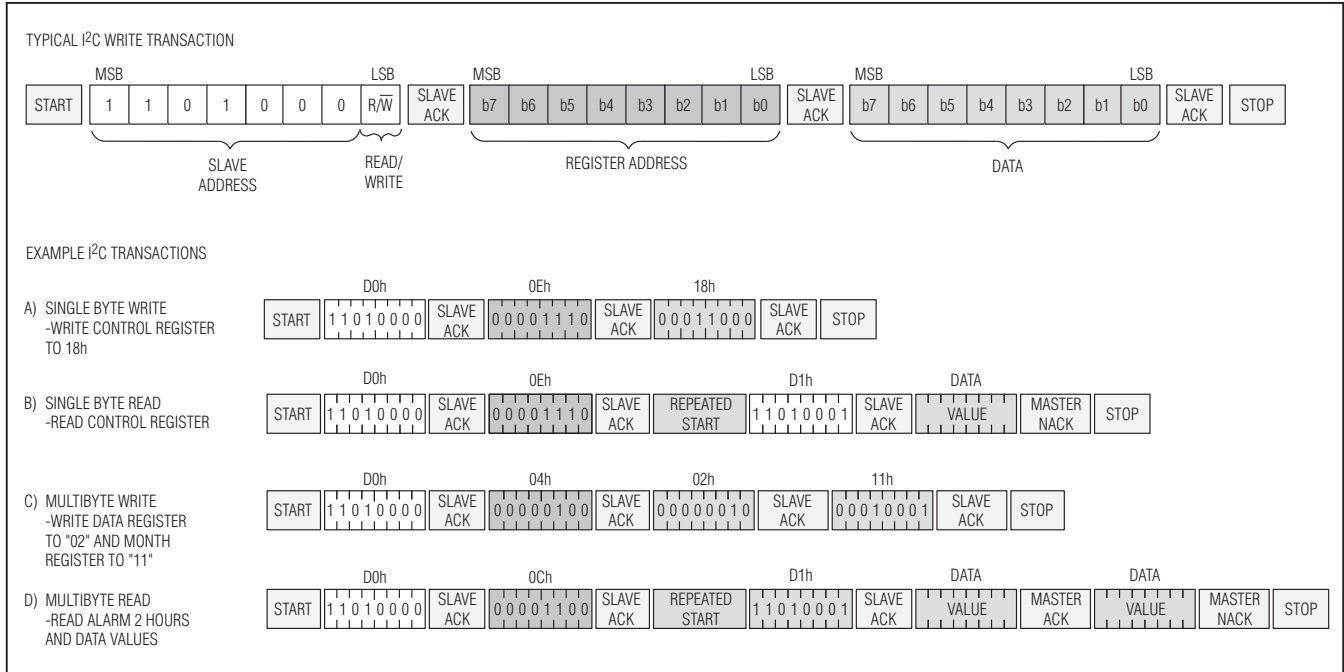 TYPICAL I2C WRITE TRANSACTION
MSB LSB MSB LSB MSB LSB
START 1 1 0 1 0 0 0 R/W̅ SLAVE ACK b7 b6 b5 b4 b3 b2 b1 b0 SLAVE ACK b7 b6 b5 b4 b3 b2 b1 b0 SLAVE ACK STOP
SLAVE ADDRESS READ/WRITE REGISTER ADDRESS DATA
EXAMPLE I2C TRANSACTIONS
D0h 0Eh 18h
A) SINGLE BYTE WRITE
-WRITE CONTROL REGISTER
TO 18h
START 11010000 SLAVE ACK 00001110 SLAVE ACK 00011000 SLAVE ACK STOP
D0h 0Eh D1h DATA
B) SINGLE BYTE READ
-READ CONTROL REGISTER
START 11010000 SLAVE ACK 00001110 SLAVE ACK REPEATED START 11010001 SLAVE ACK VALUE MASTER NACK STOP
D0h 04h 02h 11h
C) MULTIBYTE WRITE
-WRITE DATA REGISTER
TO "02" AND MONTH
REGISTER TO "11"
START 11010000 SLAVE ACK 00000100 SLAVE ACK 00000010 SLAVE ACK 00010001 SLAVE ACK STOP
D0h 0Ch D1h DATA DATA
D) MULTIBYTE READ
-READ ALARM 2 HOURS
AND DATA VALUES
START 11010000 SLAVE ACK 00001100 SLAVE ACK REPEATED START 11010001 SLAVE ACK VALUE MASTER ACK VALUE MASTER NACK STOP